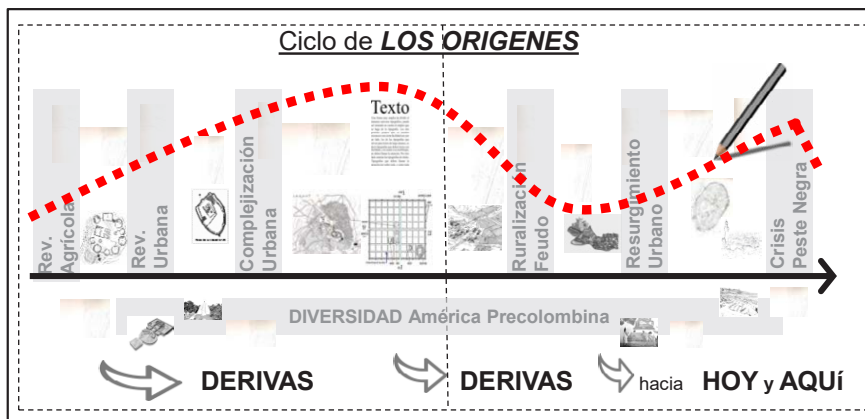 Ciclo de LOS ORIGENES
Texto
Rev.
Agrícola
Rev.
Urbana
Complejización
Urbana
Ruralización
Feudo
Resurgimiento
Urbano
Crisis
Peste Negra
DIVERSIDAD América Precolombina
DERIVAS
DERIVAS
hacia HOY y AQUí